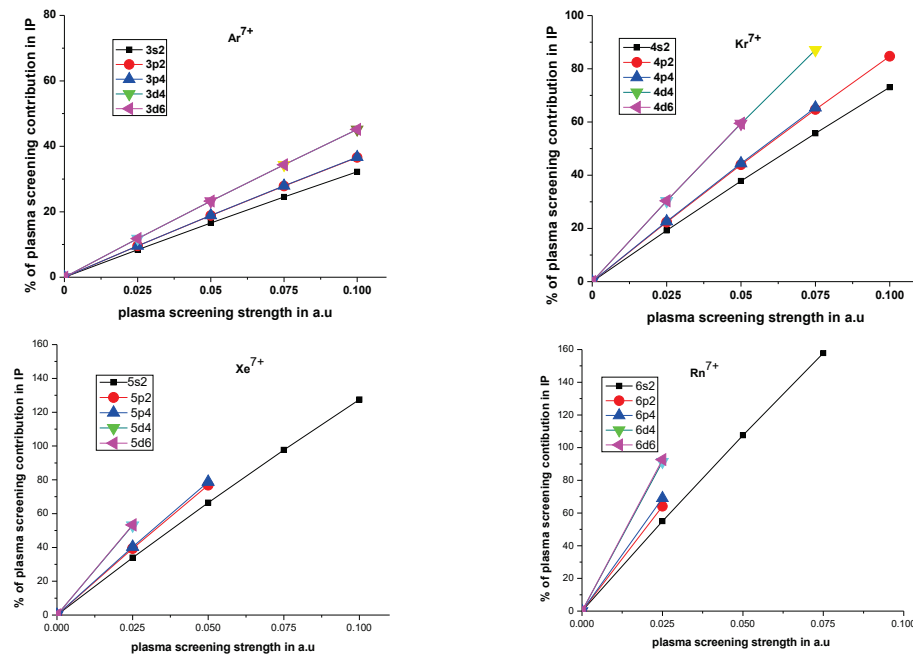 Ar7+
3s2
3p2
3p4
3d4
3d6
% of plasma screening contribution in IP
80
60
40
20
0
0 0.025 0.05 0.075 0.100
plasma screening strength in a.u
Kr7+
4s2
4p2
4p4
4d4
4d6
% of plasma screening contribution in IP
100
80
60
40
20
0
0 0.025 0.05 0.075 0.100
plasma screening strength in a.u
Xe7+
5s2
5p2
5p4
5d4
5d6
% of plasma screening contribution in IP
160
140
120
100
80
60
40
20
0
0.000 0.025 0.050 0.075 0.100
plasma screening strength in a.u
Rn7+
6s2
6p2
6p4
6d4
6d6
% of plasma screening contibution in IP
160
140
120
100
80
60
40
20
0
0.000 0.025 0.050 0.075 0.100
plasma screening strength in a.u